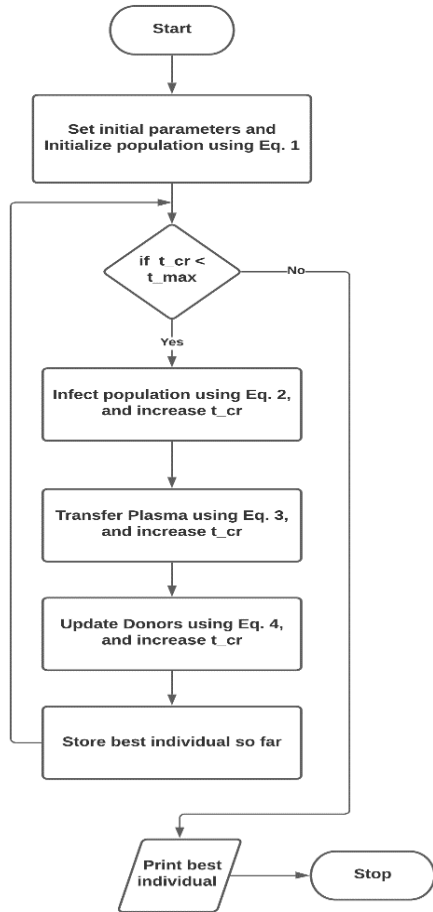 Start
Set initial parameters and
Initialize population using Eq. 1
if t_cr <
t_max
No
Yes
Infect population using Eq. 2,
and increase t_cr
Transfer Plasma using Eq. 3,
and increase t_cr
Update Donors using Eq. 4,
and increase t_cr
Store best individual so far
Print best
individual
Stop